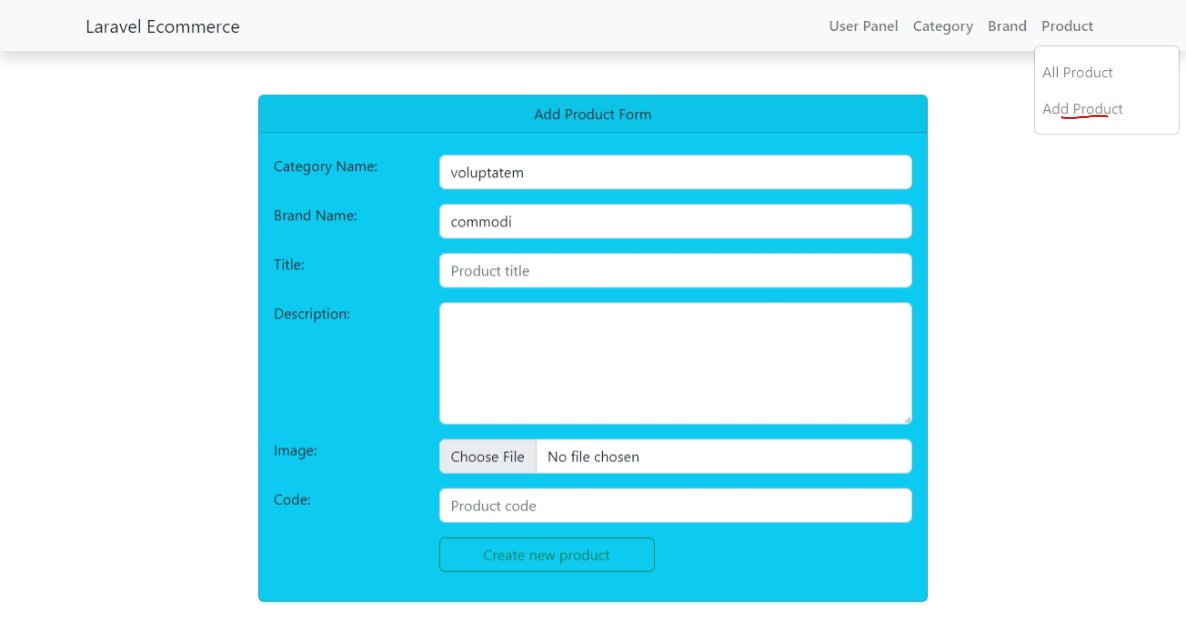 Laravel Ecommerce
User Panel Category Brand Product
All Product
Add Product
Add Product Form
Category Name: voluptatem
Brand Name: commodi
Title: Product title
Description:
Image: Choose File No file chosen
Code: Product code
Create new product